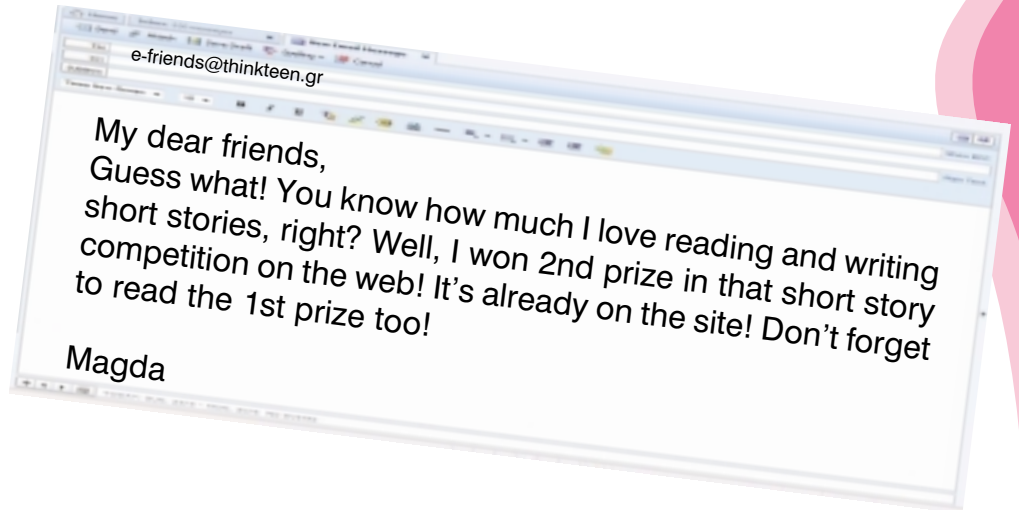 e-friends@thinkteen.gr
My dear friends,
Guess what! You know how much I love reading and writing
short stories, right? Well, I won 2nd prize in that short story
competition on the web! It's already on the site! Don't forget
to read the 1st prize too!
Magda